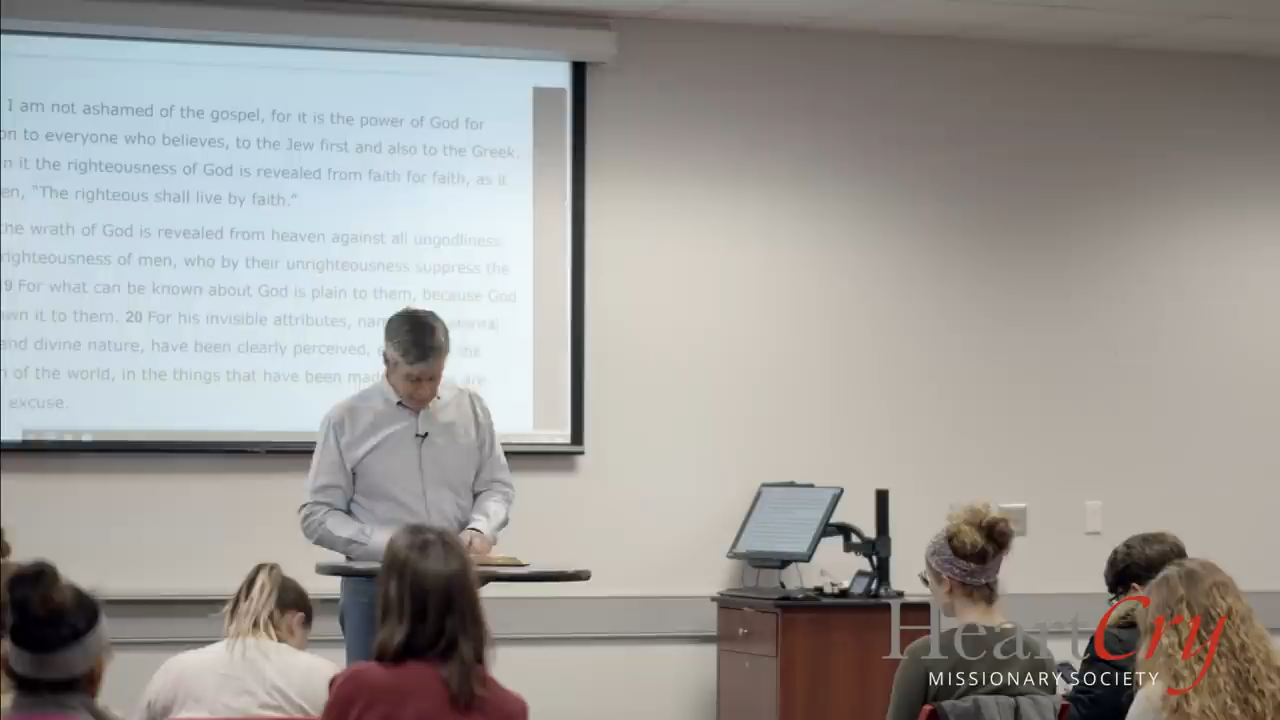 I am not ashamed of the gospel, for it is the power of God for
on to everyone who believes, to the Jew first and also to the Greek.
n it the righteousness of God is revealed from faith for faith, as it
en, “The righteous shall live by faith.”
he wrath of God is revealed from heaven against all ungodliness
righteousness of men, who by their unrighteousness suppress the
9 For what can be known about God is plain to them, because God
wn it to them. 20 For his invisible attributes,
and divine nature, have been clearly perceived, the
n of the world, in the things that have been made are
excuse.
HeartCry
MISSIONARY SOCIETY